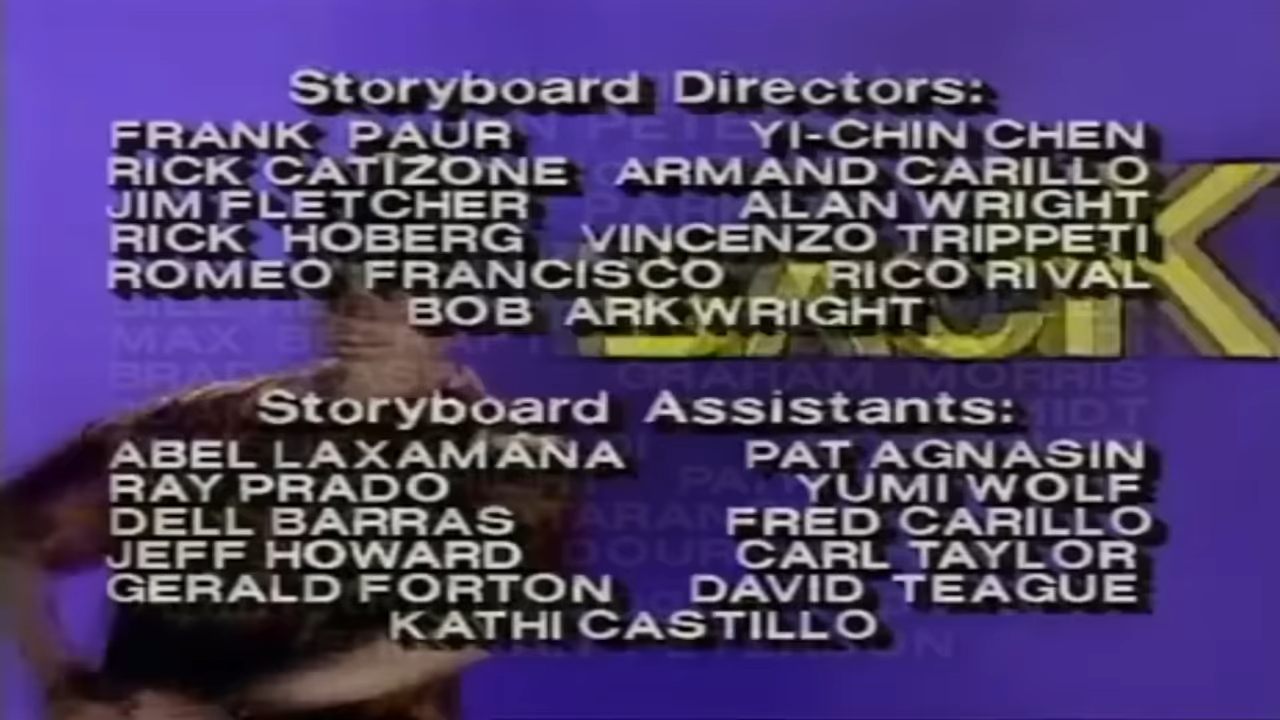 Storyboard Directors:
FRANK PAUR YI-CHIN CHEN
RICK CATIZONE ARMAND CARILLO
JIM FLETCHER ALAN WRIGHT
RICK HOBERG VINCENZO TRIPPETI
ROMEO FRANCISCO RICO RIVAL
BOB ARKWRIGHT
GRAHAM MORRIS
Storyboard Assistants:
ABEL LAXAMANA PAT AGNASIN
RAY PRADO YUMI WOLF
DELL BARRAS FRED CARILLO
JEFF HOWARD CARL TAYLOR
GERALD FORTON DAVID TEAGUE
KATHI CASTILLO